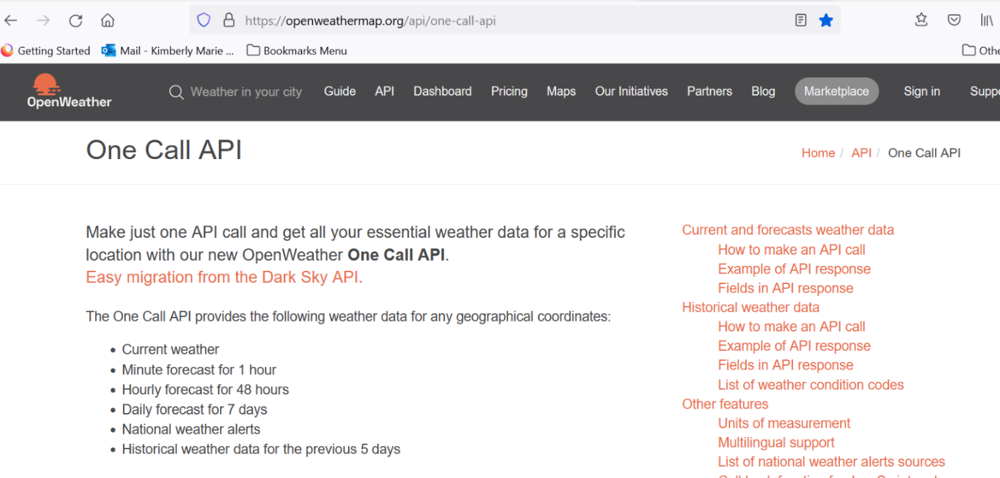 https://openweathermap.org/api/one-call-api
Getting Started
Mail - Kimberly Marie ...
Bookmarks Menu
OpenWeather
Weather in your city
Guide
API
Dashboard
Pricing
Maps
Our Initiatives
Partners
Blog
Marketplace
Sign in
One Call API
Home / API / One Call API
Make just one API call and get all your essential weather data for a specific
location with our new OpenWeather One Call API.
Easy migration from the Dark Sky API.
The One Call API provides the following weather data for any geographical coordinates:
• Current weather
• Minute forecast for 1 hour
• Hourly forecast for 48 hours
• Daily forecast for 7 days
• National weather alerts
• Historical weather data for the previous 5 days
Current and forecasts weather data
How to make an API call
Example of API response
Fields in API response
Historical weather data
How to make an API call
Example of API response
Fields in API response
List of weather condition codes
Other features
Units of measurement
Multilingual support
List of national weather alerts sources